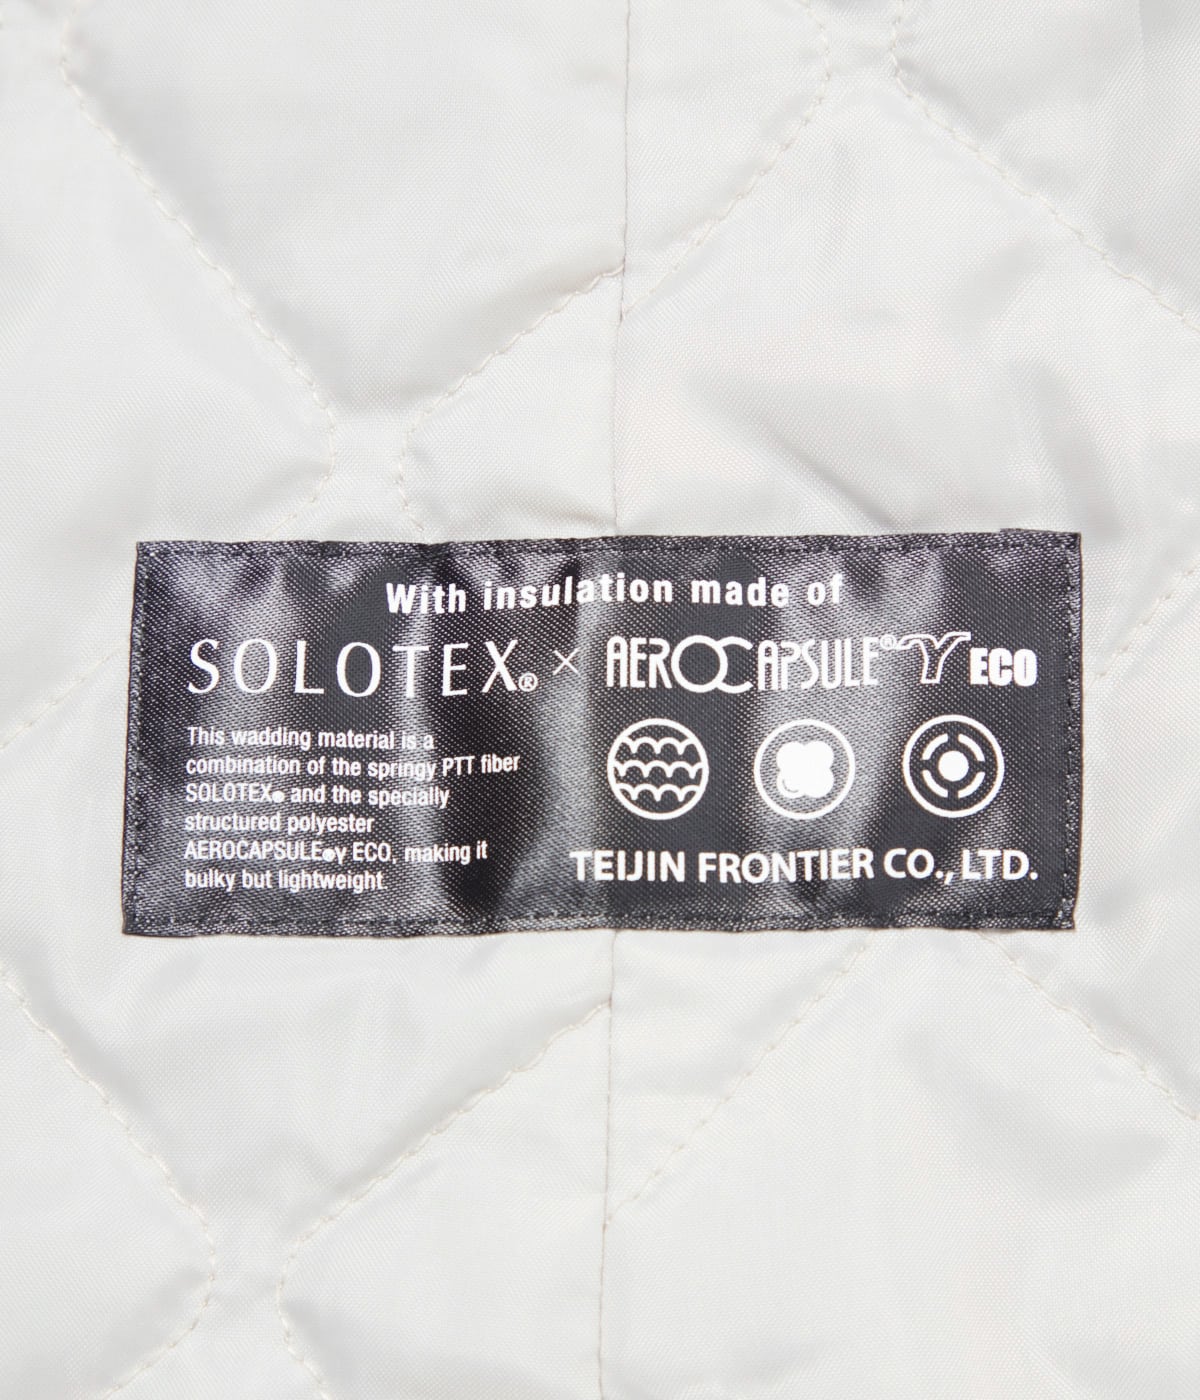 With insulation made of
SOLOTEX® × AEROCAPSULE®γ ECO
This wadding material is a
combination of the springy PTT fiber
SOLOTEX® and the specially
structured polyester
AEROCAPSULE®γ ECO, making it
bulky but lightweight.
TEIJIN FRONTIER CO., LTD.